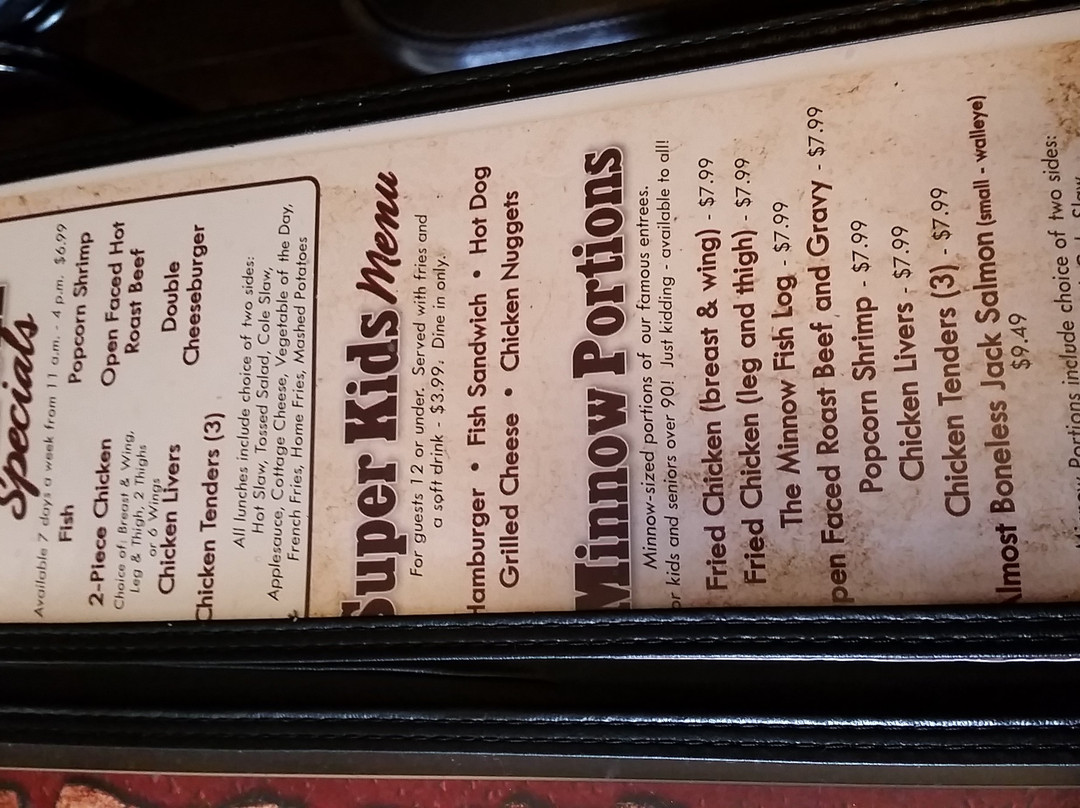 Specials
Available 7 days a week from 11 a.m. - 4 p.m. $6.99
Fish
2-Piece Chicken
Choice of: Breast & Wing,
Leg & Thigh, 2 Thighs
or 6 Wings
Chicken Livers
Chicken Tenders (3)
Popcorn Shrimp
Open Faced Hot
Roast Beef
Double
Cheeseburger
All lunches include choice of two sides:
Hot Slaw, Tossed Salad, Cole Slaw,
Applesauce, Cottage Cheese, Vegetable of the Day,
French Fries, Home Fries, Mashed Potatoes
Super Kids Menu
For guests 12 or under. Served with fries and
a soft drink - $3.99. Dine in only.
Hamburger • Fish Sandwich • Hot Dog
Grilled Cheese • Chicken Nuggets
Minnow Portions
Minnow-sized portions of our famous entrees.
or kids and seniors over 90! Just kidding - available to all!
Fried Chicken (breast & wing) - $7.99
Fried Chicken (leg and thigh) - $7.99
The Minnow Fish Log - $7.99
pen Faced Roast Beef and Gravy - $7.99
Popcorn Shrimp - $7.99
Chicken Livers - $7.99
Chicken Tenders (3) - $7.99
Almost Boneless Jack Salmon (small - walleye)
$9.49
Portions include choice of two sides:
Slaw,